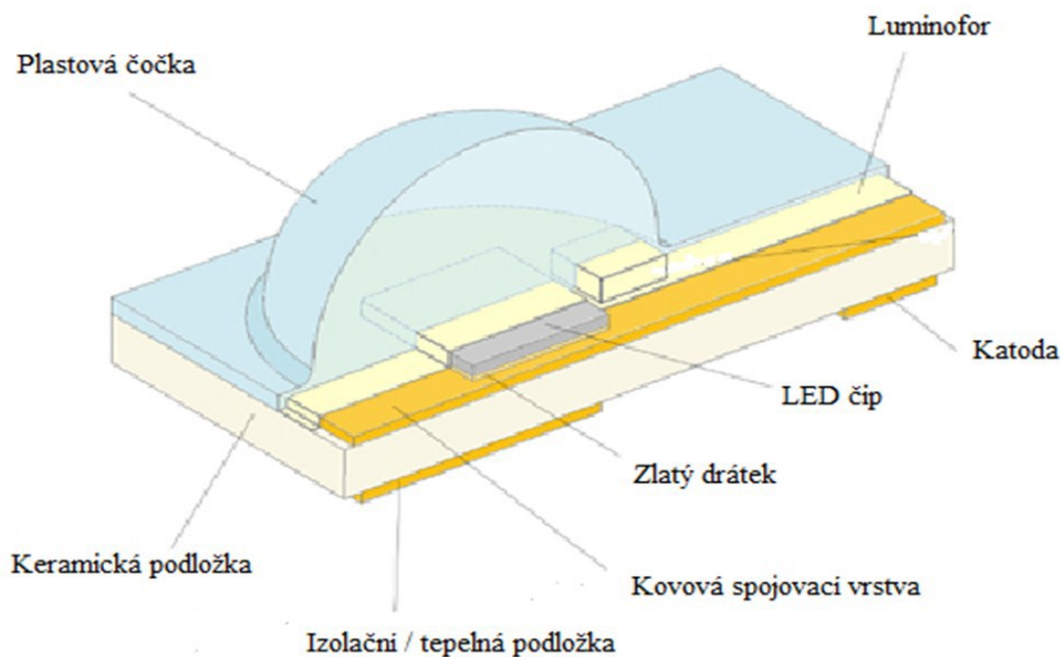 Luminofor
Plastová čočka
Katoda
LED čip
Zlatý drátek
Keramická podložka
Kovová spojovací vrstva
Izolační / tepelná podložka